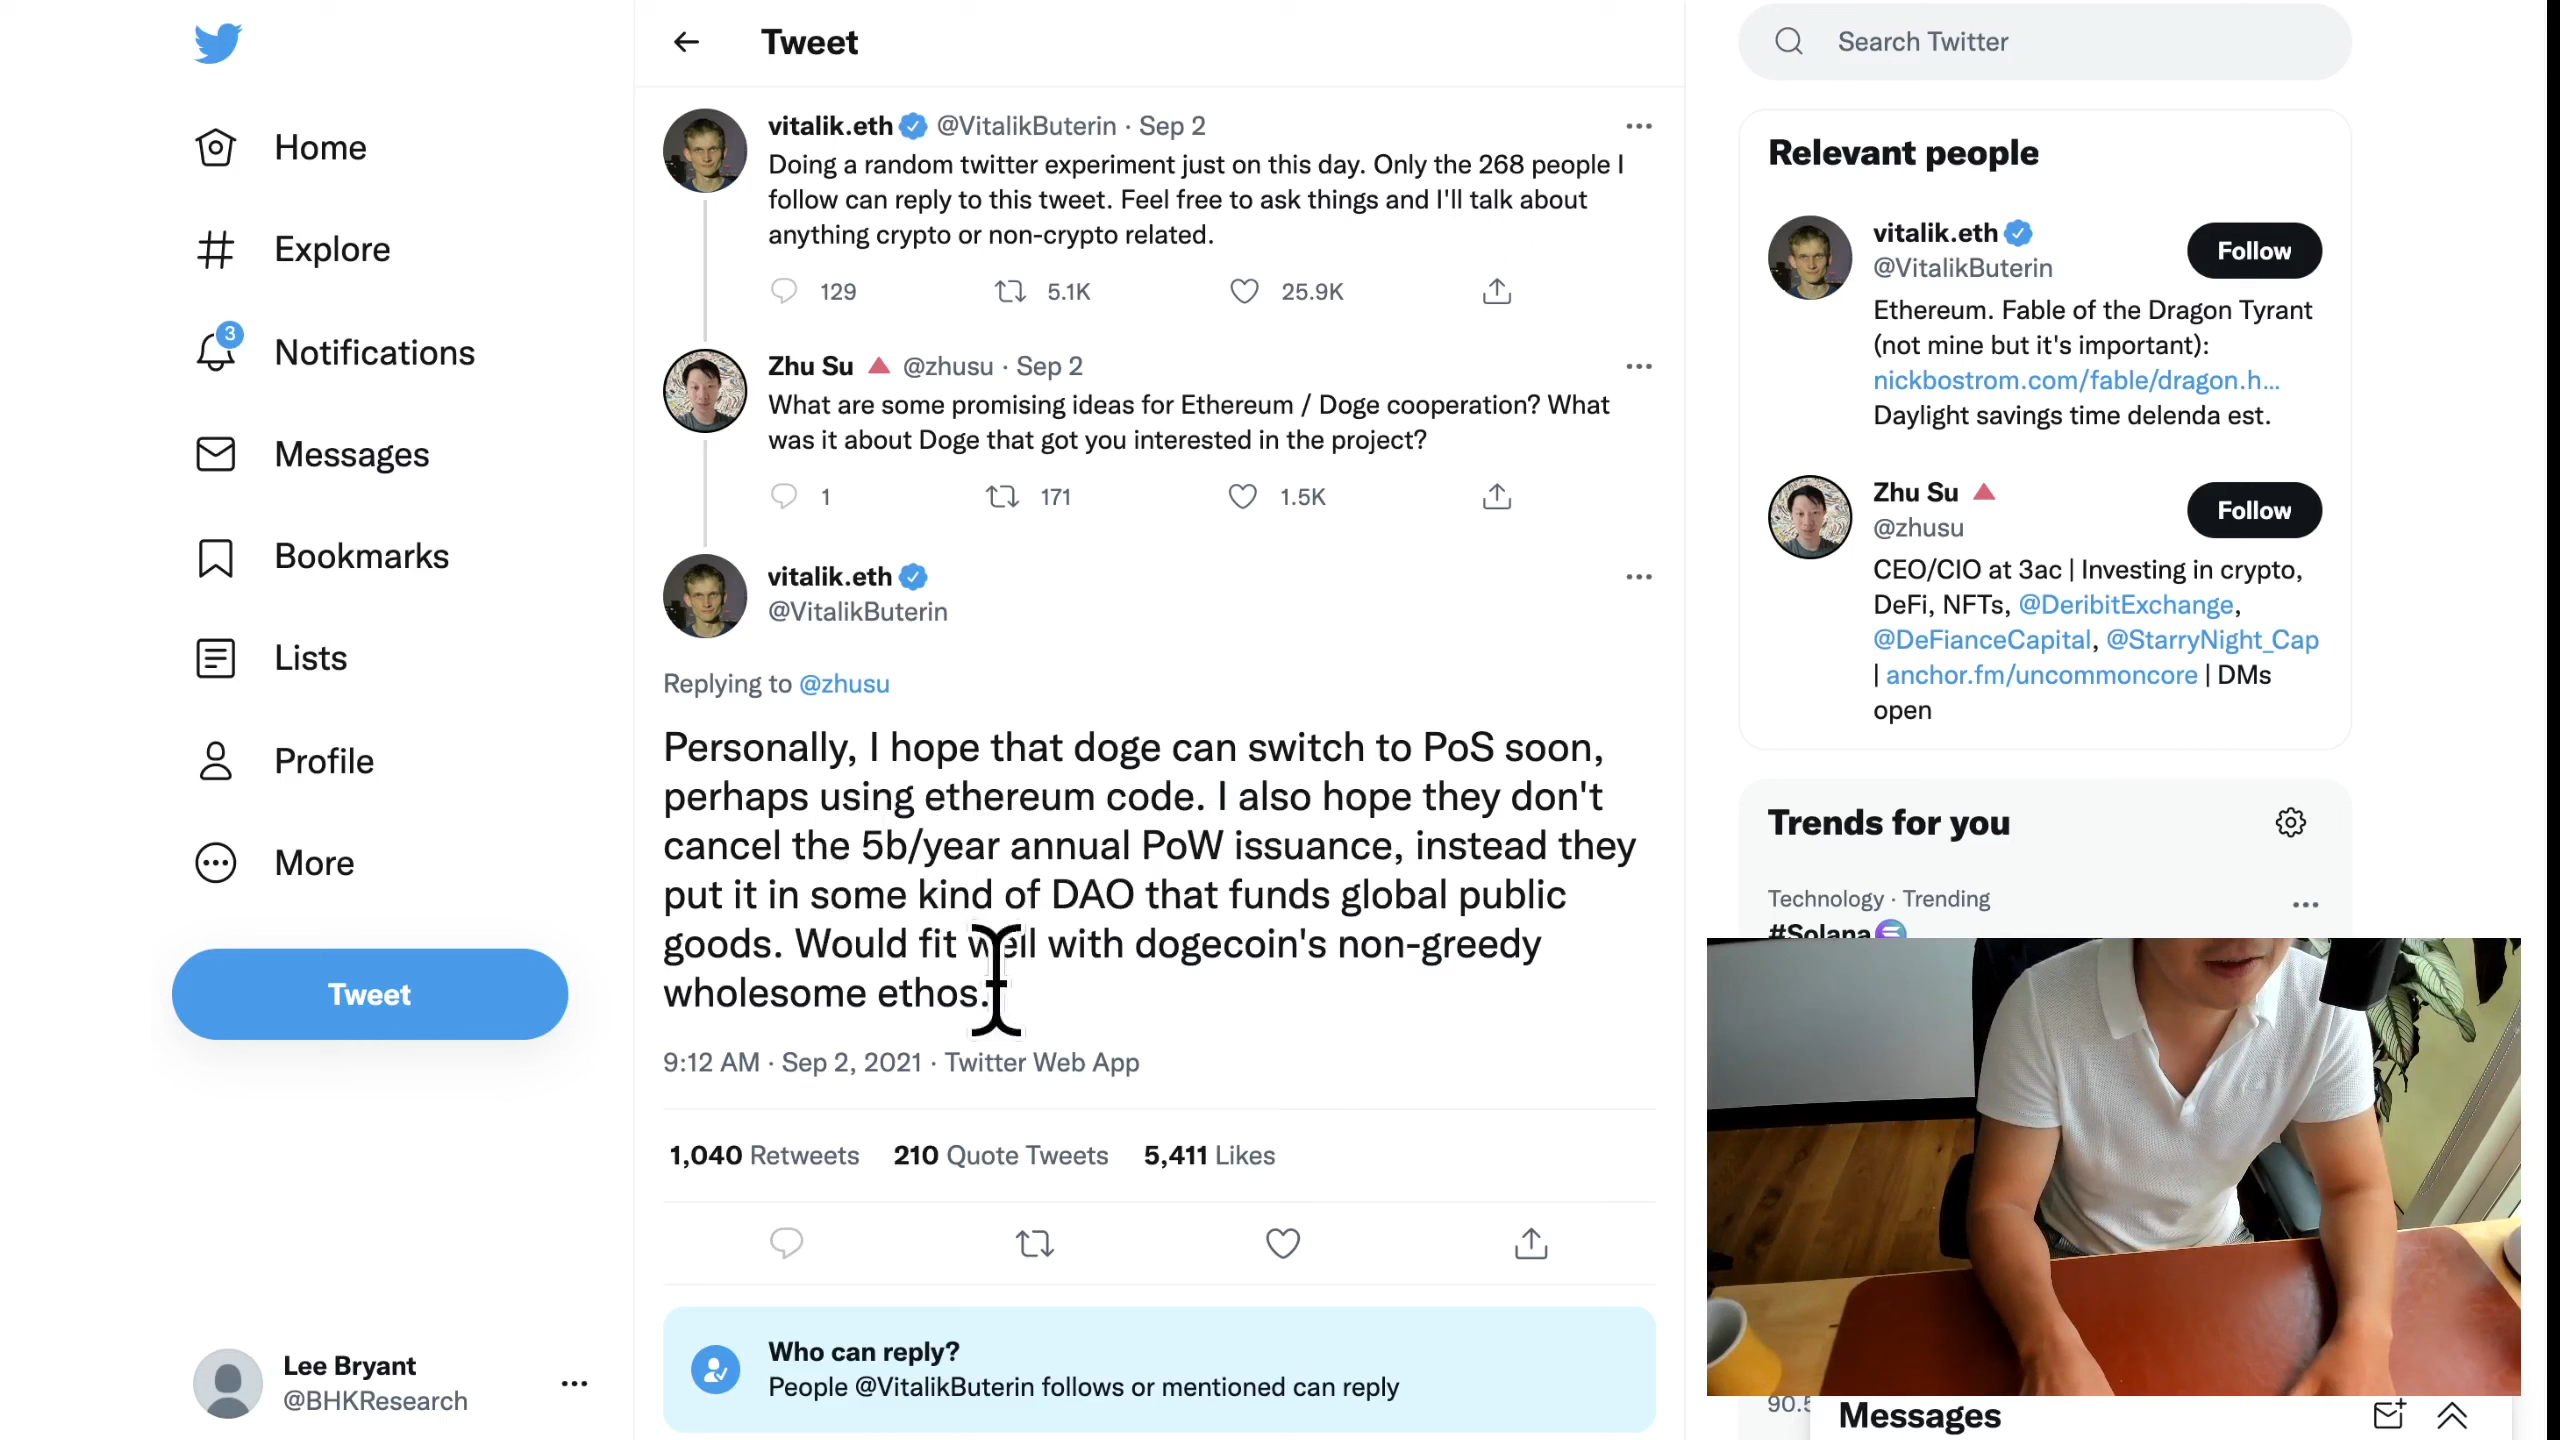 Home
Explore
3
Notifications
Messages
Bookmarks
Lists
Profile
More
Tweet
Lee Bryant
@BHKResearch
Tweet
vitalik.eth @VitalikButerin · Sep 2
Doing a random twitter experiment just on this day. Only the 268 people I
follow can reply to this tweet. Feel free to ask things and I'll talk about
anything crypto or non-crypto related.
129 5.1K 25.9K
Zhu Su @zhusu · Sep 2
What are some promising ideas for Ethereum / Doge cooperation? What
was it about Doge that got you interested in the project?
1 171 1.5K
vitalik.eth
@VitalikButerin
Replying to @zhusu
Personally, I hope that doge can switch to PoS soon,
perhaps using ethereum code. I also hope they don't
cancel the 5b/year annual PoW issuance, instead they
put it in some kind of DAO that funds global public
goods. Would fit well with dogecoin's non-greedy
wholesome ethos.
9:12 AM · Sep 2, 2021 · Twitter Web App
1,040 Retweets 210 Quote Tweets 5,411 Likes
Who can reply?
People @VitalikButerin follows or mentioned can reply
Search Twitter
Relevant people
vitalik.eth
@VitalikButerin
Follow
Ethereum. Fable of the Dragon Tyrant
(not mine but it's important):
nickbostrom.com/fable/dragon.h...
Daylight savings time delenda est.
Zhu Su
@zhusu
Follow
CEO/CIO at 3ac | Investing in crypto,
DeFi, NFTs, @DeribitExchange,
@DeFianceCapital, @StarryNight_Cap
| anchor.fm/uncommoncore | DMs
open
Trends for you
Technology · Trending
#Solana
Messages